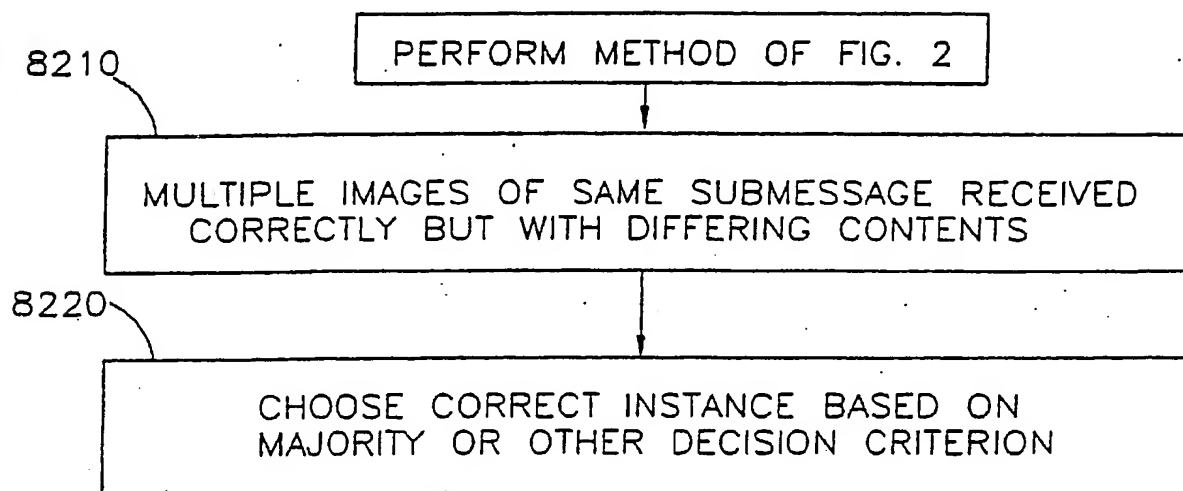 PERFORM METHOD OF FIG. 2
8210
MULTIPLE IMAGES OF SAME SUBMESSAGE RECEIVED
CORRECTLY BUT WITH DIFFERING CONTENTS
8220
CHOOSE CORRECT INSTANCE BASED ON
MAJORITY OR OTHER DECISION CRITERION